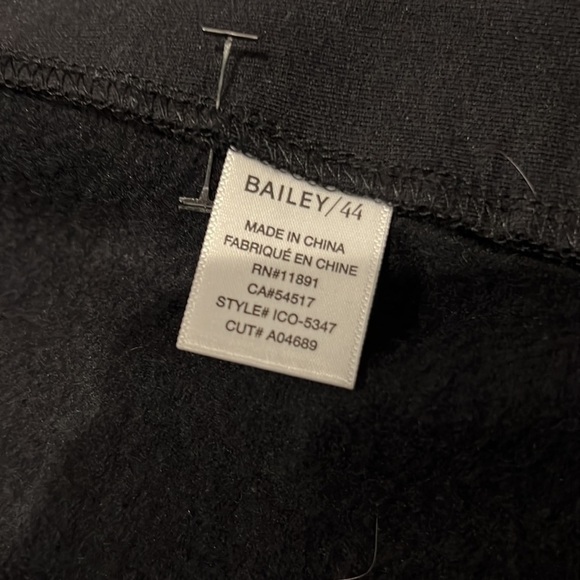 BAILEY/44
MADE IN CHINA
FABRIQUÉ EN CHINE
RN#11891
CA#54517
STYLE# ICO-5347
CUT# A04689